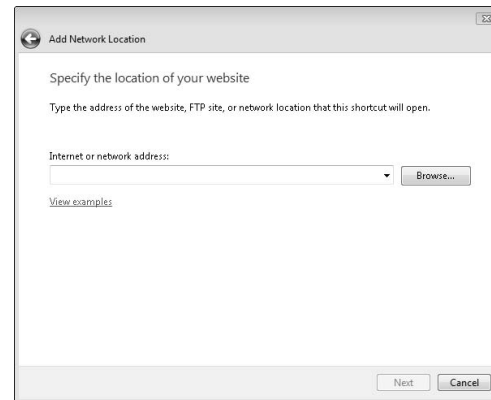 Add Network Location
Specify the location of your website
Type the address of the website, FTP site, or network location that this shortcut will open.
Internet or network address:
Browse...
View examples
Next
Cancel